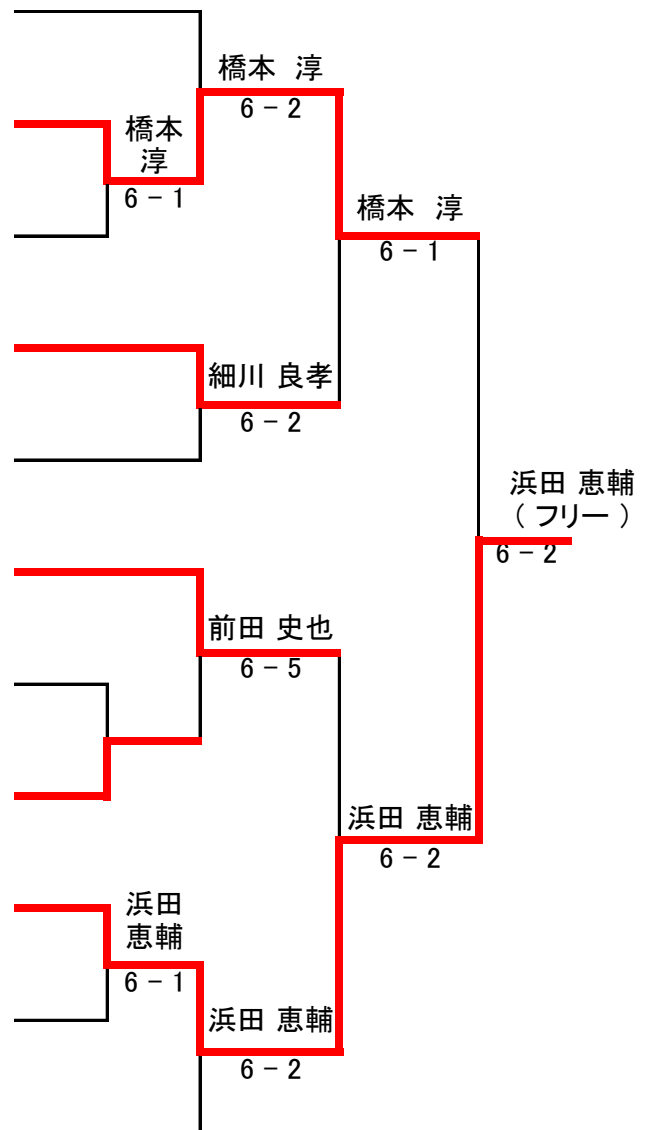 橋本 淳
6 - 2
橋本
淳
6 - 1
橋本 淳
6 - 1
細川 良孝
6 - 2
浜田 恵輔
( フリー )
6 - 2
前田 史也
6 - 5
浜田 恵輔
6 - 2
浜田
恵輔
6 - 1
浜田 恵輔
6 - 2